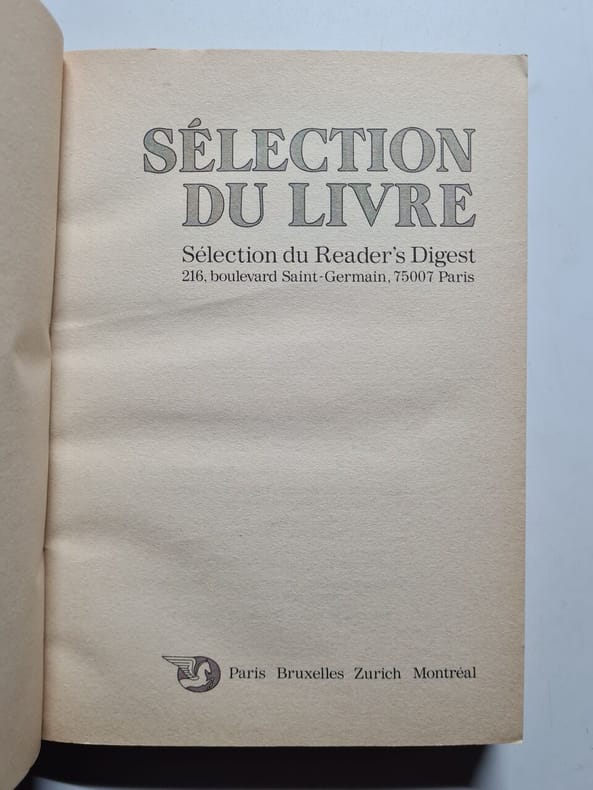 SÉLECTION
DU LIVRE
Sélection du Reader's Digest
216, boulevard Saint-Germain, 75007 Paris
Paris Bruxelles Zurich Montréal